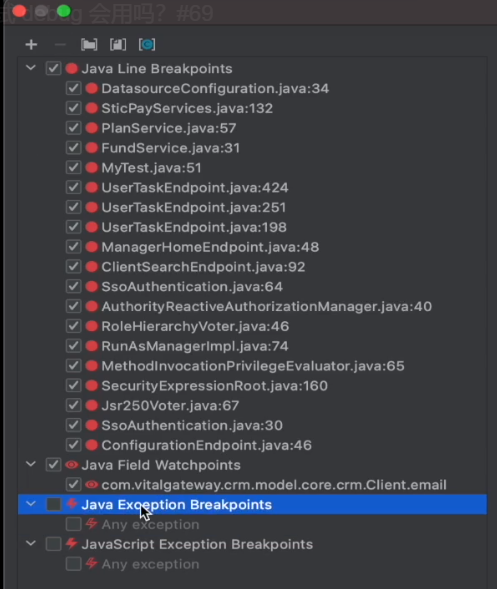 debug 会用吗？#69
Java Line Breakpoints
DatasourceConfiguration.java:34
SticPayServices.java:132
PlanService.java:57
FundService.java:31
MyTest.java:51
UserTaskEndpoint.java:424
UserTaskEndpoint.java:251
UserTaskEndpoint.java:198
ManagerHomeEndpoint.java:48
ClientSearchEndpoint.java:92
SsoAuthentication.java:64
AuthorityReactiveAuthorizationManager.java:40
RoleHierarchyVoter.java:46
RunAsManagerImpl.java:74
MethodInvocationPrivilegeEvaluator.java:65
SecurityExpressionRoot.java:160
Jsr250Voter.java:67
SsoAuthentication.java:30
ConfigurationEndpoint.java:46
Java Field Watchpoints
com.vitalgateway.crm.model.core.crm.Client.email
Java Exception Breakpoints
Any exception
JavaScript Exception Breakpoints
Any exception